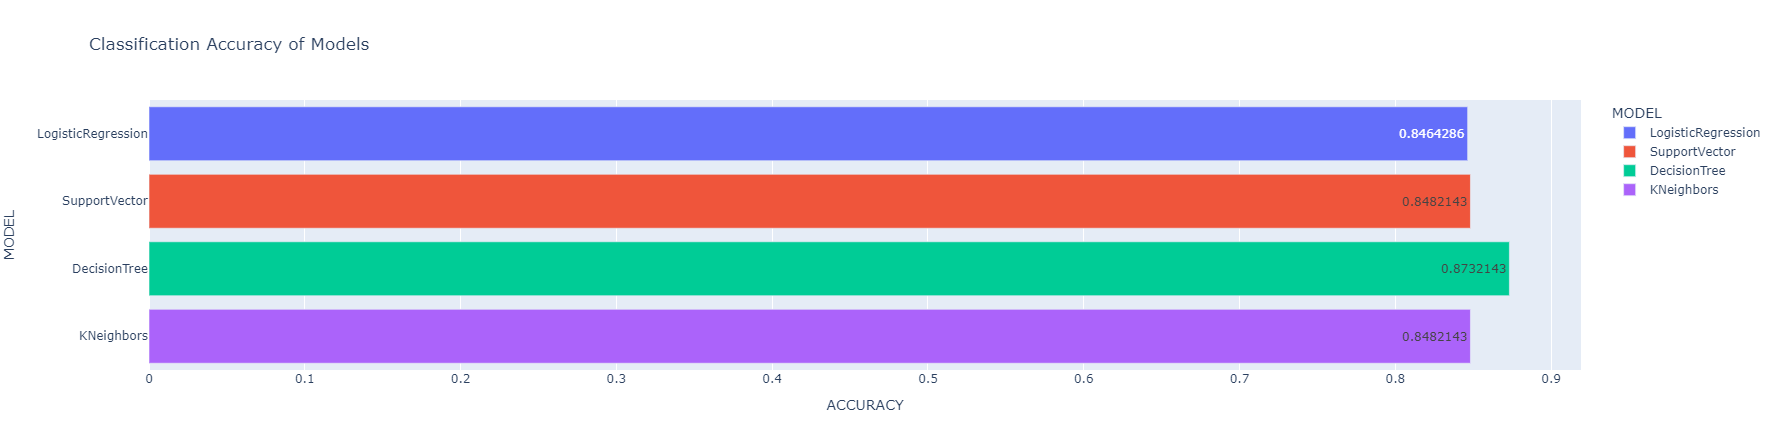 Classification Accuracy of Models
MODEL
LogisticRegression
0.8464286
SupportVector
0.8482143
DecisionTree
0.8732143
KNeighbors
0.8482143
0 0.1 0.2 0.3 0.4 0.5 0.6 0.7 0.8 0.9
ACCURACY
MODEL
LogisticRegression
SupportVector
DecisionTree
KNeighbors